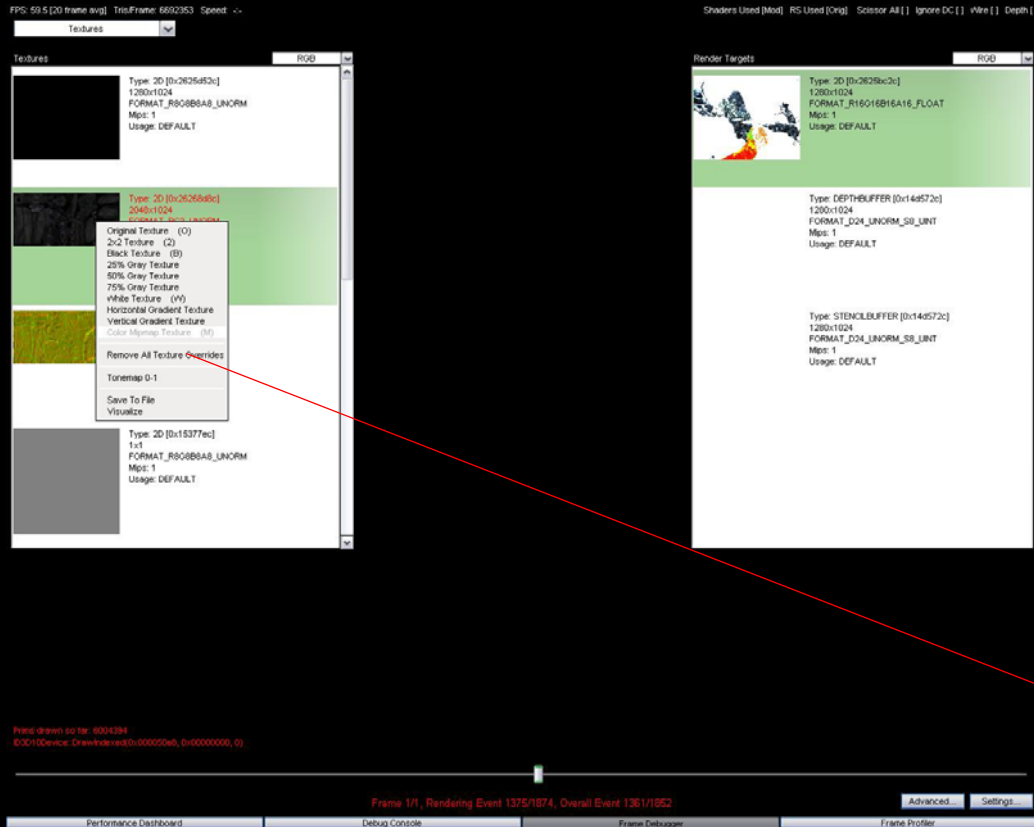 FPS: 59.5 [20 frame avg] Tris/Frame: 6692353 Speed: -:-
Shaders Used [Mod] RS Used [Orig] Scissor All [ ] Ignore DC [ ] Wire [ ] Depth [
Textures
Textures RGB
Type: 2D [0x2625d52c]
1280x1024
FORMAT_R8G8B8A8_UNORM
Mips: 1
Usage: DEFAULT
Type: 2D [0x26268d8c]
2048x1024
Original Texture (O)
2x2 Texture (2)
Black Texture (B)
25% Gray Texture
50% Gray Texture
75% Gray Texture
White Texture (W)
Horizontal Gradient Texture
Vertical Gradient Texture
Color Mipmap Texture (M)
Remove All Texture Overrides
Tonemap 0-1
Save To File
Visualize
Type: 2D [0x15377ec]
1x1
FORMAT_R8G8B8A8_UNORM
Mips: 1
Usage: DEFAULT
Render Targets RGB
Type: 2D [0x2625bc2c]
1280x1024
FORMAT_R16G16B16A16_FLOAT
Mips: 1
Usage: DEFAULT
Type: DEPTHBUFFER [0x14d572c]
1280x1024
FORMAT_D24_UNORM_S8_UINT
Mips: 1
Usage: DEFAULT
Type: STENCILBUFFER [0x14d572c]
1280x1024
FORMAT_D24_UNORM_S8_UINT
Mips: 1
Usage: DEFAULT
Prims drawn so far: 6004394
ID3D10Device::DrawIndexed(0x000050e8, 0x00000000, 0)
Frame 1/1, Rendering Event 1375/1874, Overall Event 1361/1852
Advanced... Settings...
Performance Dashboard Debug Console Frame Debugger Frame Profiler